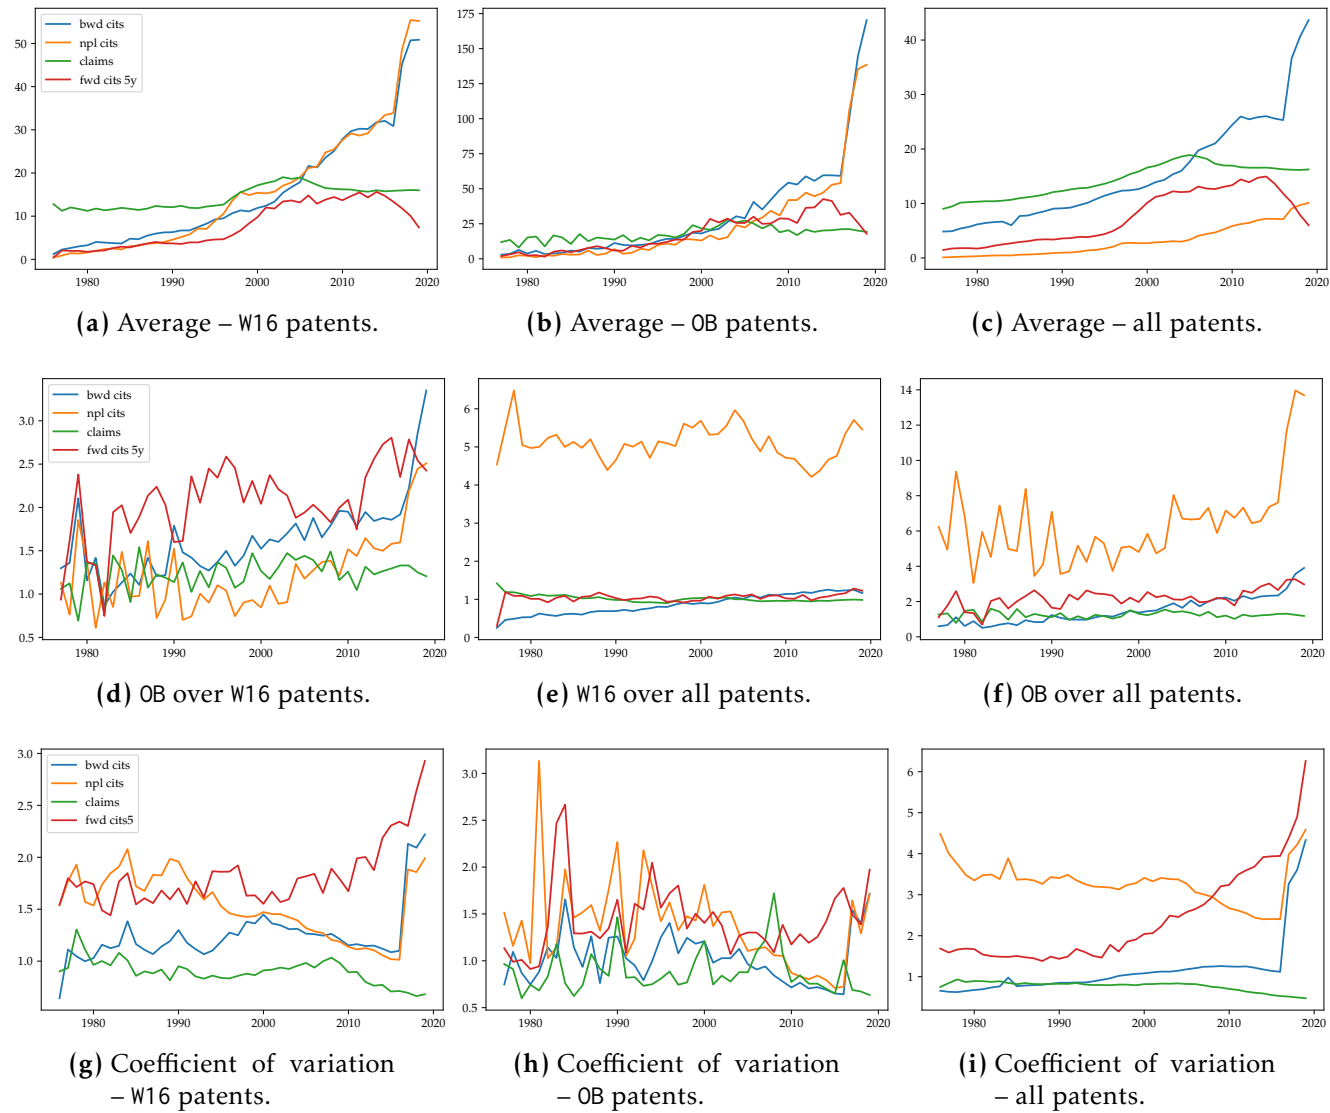 bwd cits
npl cits
claims
fwd cits 5y
50
40
30
20
10
0
1980 1990 2000 2010 2020
175
150
125
100
75
50
25
0
1980 1990 2000 2010 2020
40
30
20
10
0
1980 1990 2000 2010 2020
(a) Average – W16 patents.
(b) Average – OB patents.
(c) Average – all patents.
bwd cits
npl cits
claims
fwd cits 5y
3.0
2.5
2.0
1.5
1.0
0.5
1980 1990 2000 2010 2020
6
5
4
3
2
1
0
1980 1990 2000 2010 2020
14
12
10
8
6
4
2
0
1980 1990 2000 2010 2020
(d) OB over W16 patents.
(e) W16 over all patents.
(f) OB over all patents.
bwd cits
npl cits
claims
fwd cits5
3.0
2.5
2.0
1.5
1.0
1980 1990 2000 2010 2020
3.0
2.5
2.0
1.5
1.0
0.5
1980 1990 2000 2010 2020
6
5
4
3
2
1
1980 1990 2000 2010 2020
(g) Coefficient of variation
– W16 patents.
(h) Coefficient of variation
– OB patents.
(i) Coefficient of variation
– all patents.